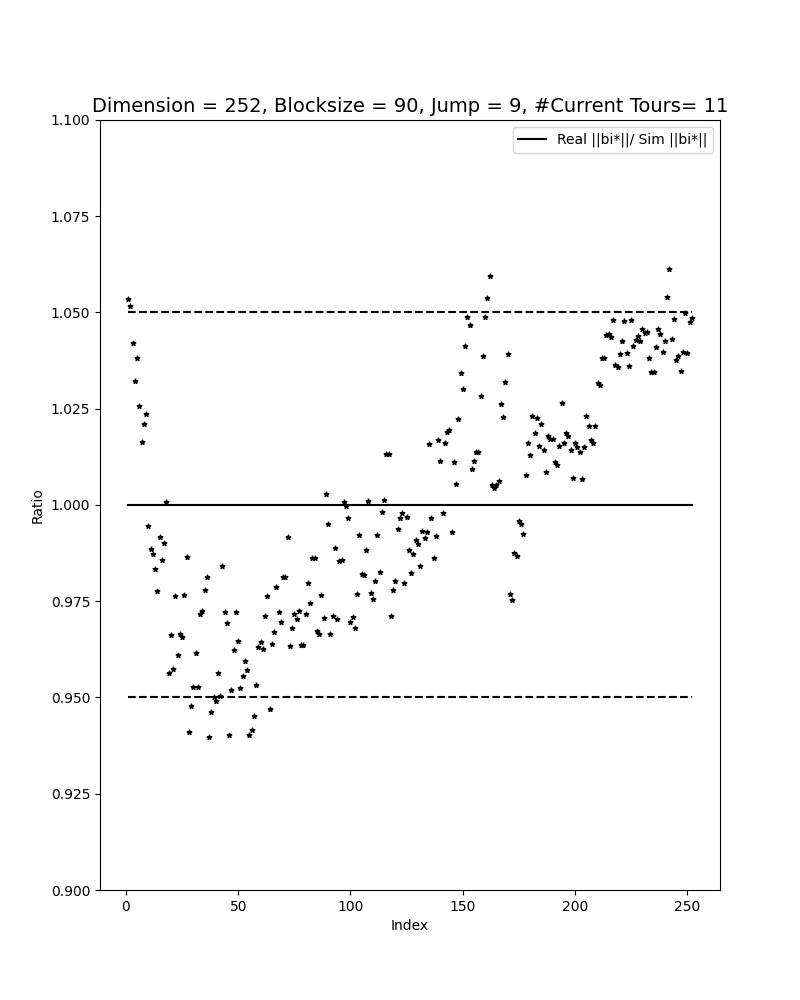 Dimension = 252, Blocksize = 90, Jump = 9, #Current Tours= 11
Real ||bi*||/ Sim ||bi*||
1.100
1.075
1.050
1.025
1.000
0.975
0.950
0.925
0.900
Ratio
0 50 100 150 200 250
Index